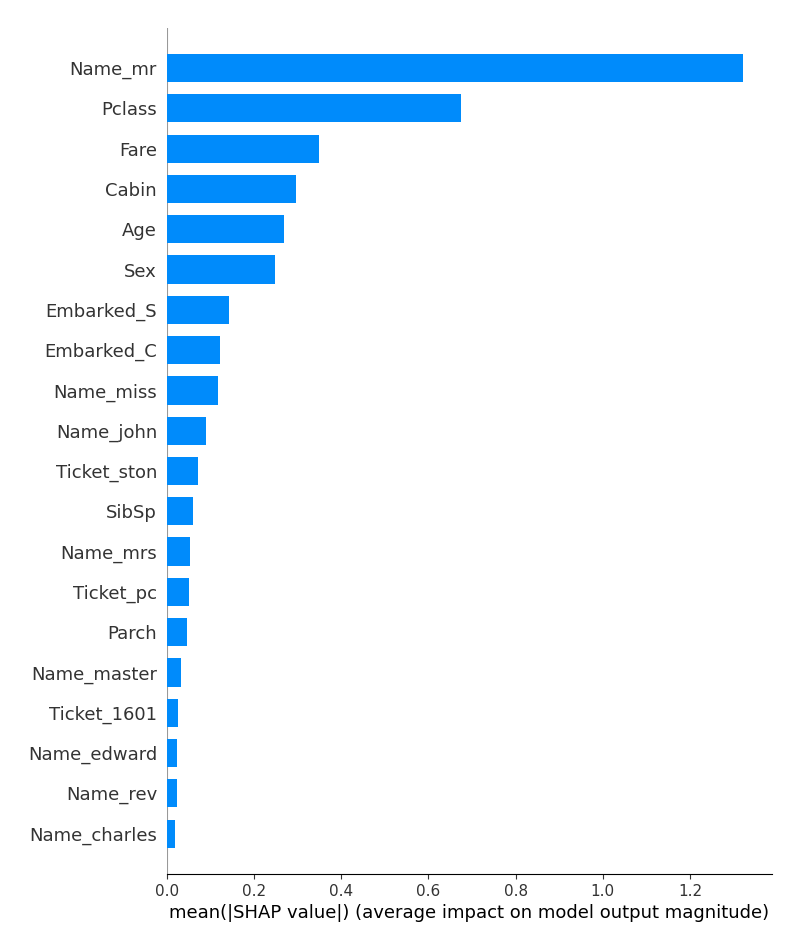 Name_mr
Pclass
Fare
Cabin
Age
Sex
Embarked_S
Embarked_C
Name_miss
Name_john
Ticket_ston
SibSp
Name_mrs
Ticket_pc
Parch
Name_master
Ticket_1601
Name_edward
Name_rev
Name_charles
0.0 0.2 0.4 0.6 0.8 1.0 1.2
mean(|SHAP value|) (average impact on model output magnitude)